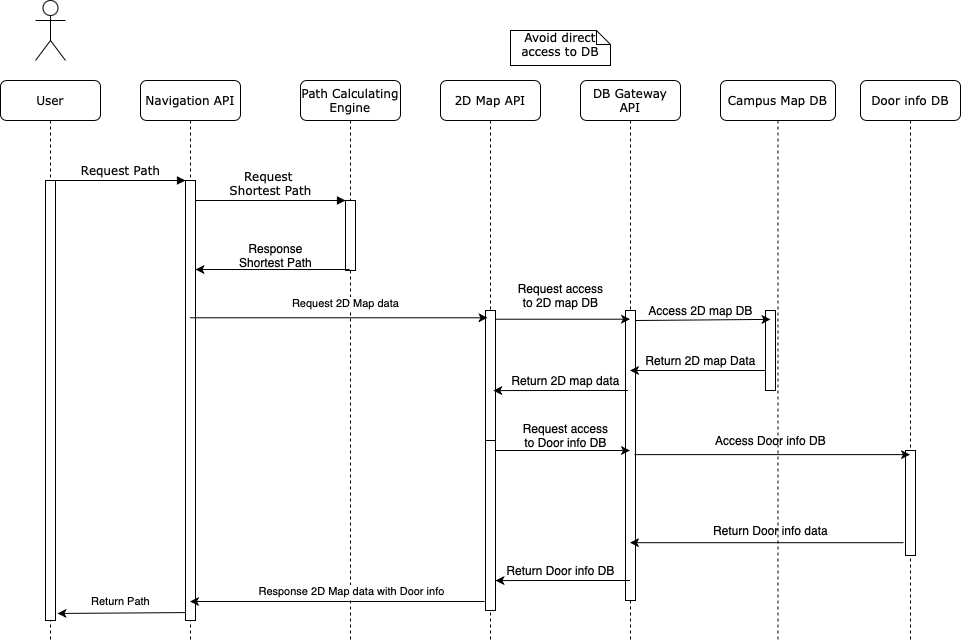 Avoid direct
access to DB
User
Navigation API
Path Calculating
Engine
2D Map API
DB Gateway
API
Campus Map DB
Door info DB
Request Path
Request
Shortest Path
Response
Shortest Path
Request 2D Map data
Request access
to 2D map DB
Access 2D map DB
Return 2D map Data
Return 2D map data
Request access
to Door info DB
Access Door info DB
Return Door info data
Return Door info DB
Response 2D Map data with Door info
Return Path